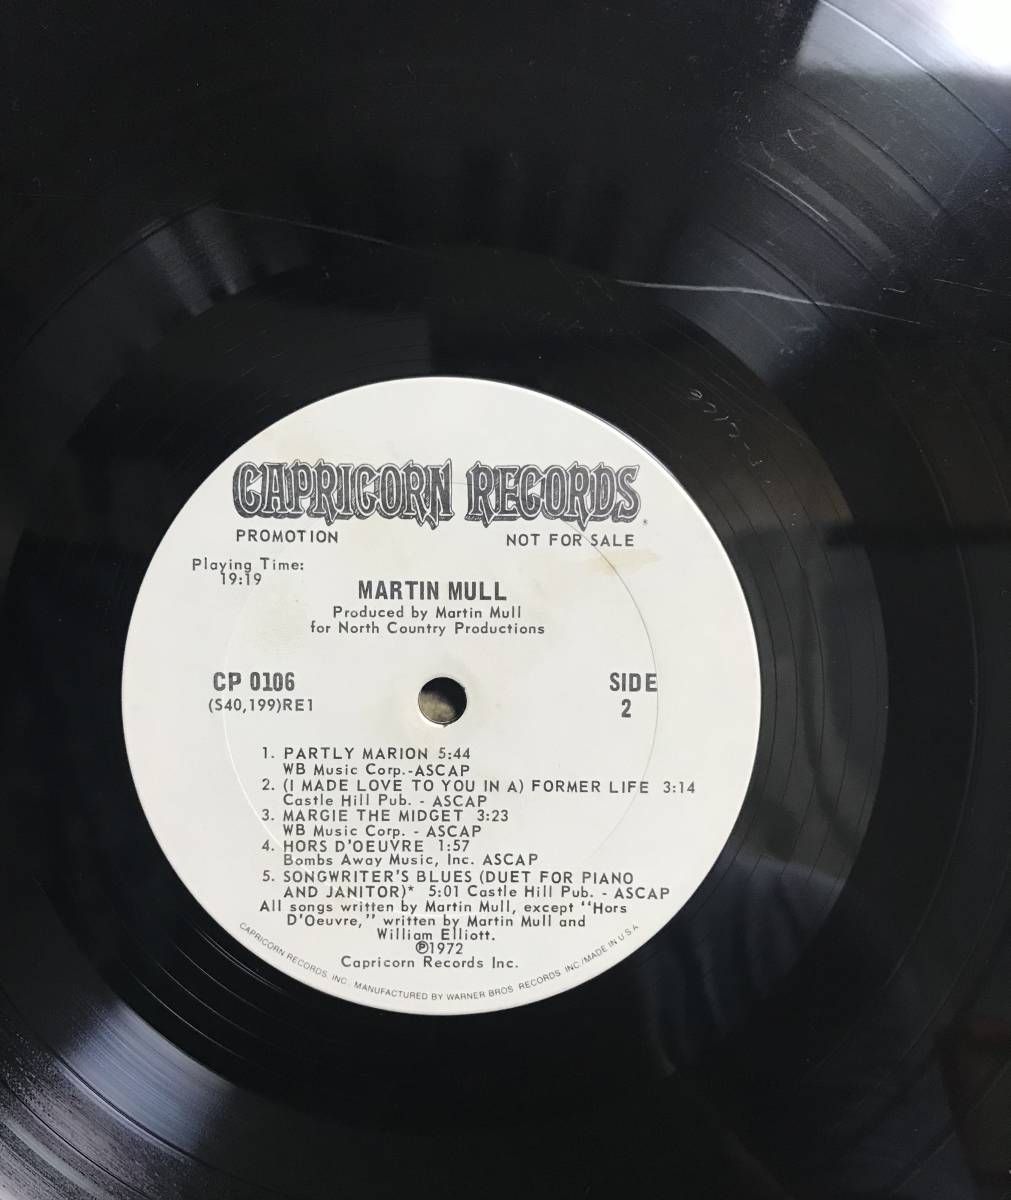 CAPRICORN RECORDS
PROMOTION NOT FOR SALE
Playing Time:
19:19
MARTIN MULL
Produced by Martin Mull
for North Country Productions
CP 0106 SIDE
(S40,199)RE1 2
1. PARTLY MARION 5:44
WB Music Corp.-ASCAP
2. (I MADE LOVE TO YOU IN A) FORMER LIFE 3:14
Castle Hill Pub. - ASCAP
3. MARGIE THE MIDGET 3:23
WB Music Corp. - ASCAP
4. HORS D'OEUVRE 1:57
Bombs Away Music, Inc. ASCAP
5. SONGWRITER'S BLUES (DUET FOR PIANO
AND JANITOR)* 5:01 Castle Hill Pub. - ASCAP
All songs written by Martin Mull, except "Hors
D'Oeuvre," written by Martin Mull and
William Elliott.
℗1972
Capricorn Records Inc.
CAPRICORN RECORDS, INC. MANUFACTURED BY WARNER BROS. RECORDS INC./MADE IN U.S.A.